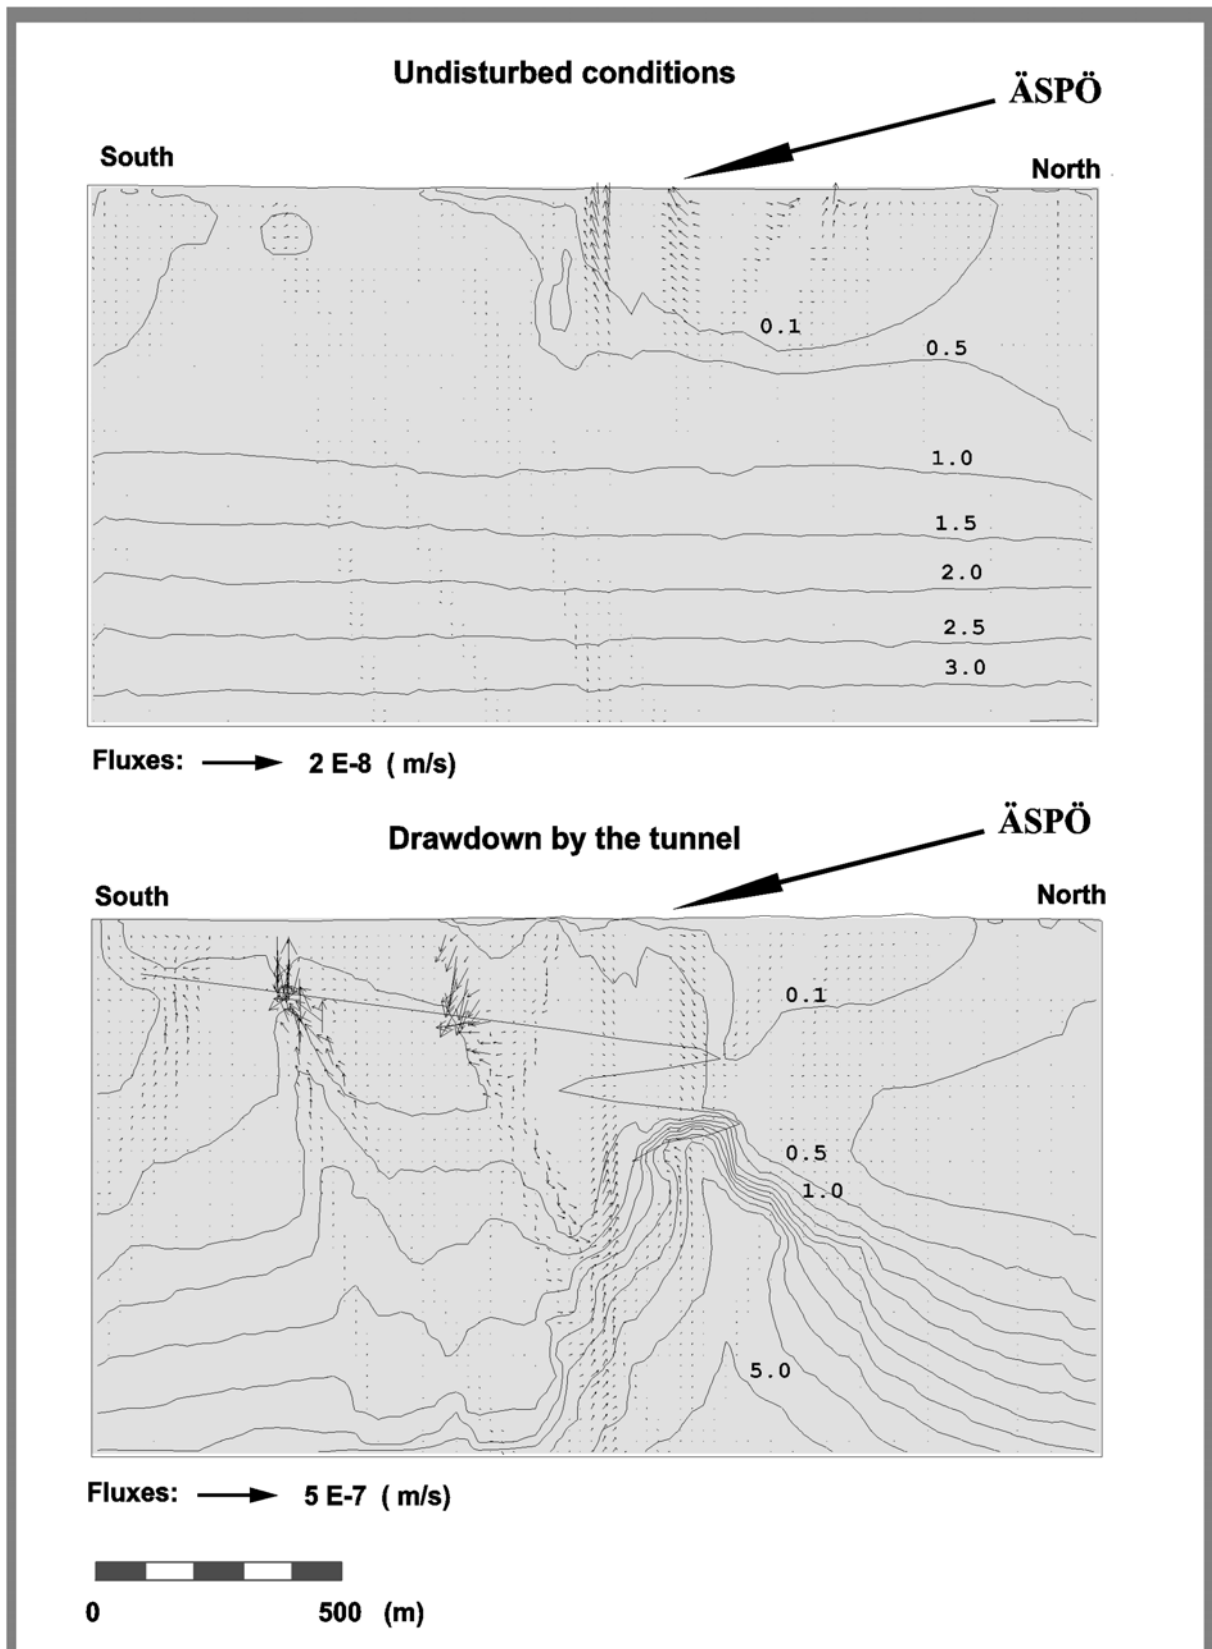 Undisturbed conditions
ÄSPÖ
South
North
0.1
0.5
1.0
1.5
2.0
2.5
3.0
Fluxes: 2 E-8 ( m/s)
ÄSPÖ
Drawdown by the tunnel
South
North
0.1
0.5
1.0
5.0
Fluxes: 5 E-7 ( m/s)
0 500 (m)